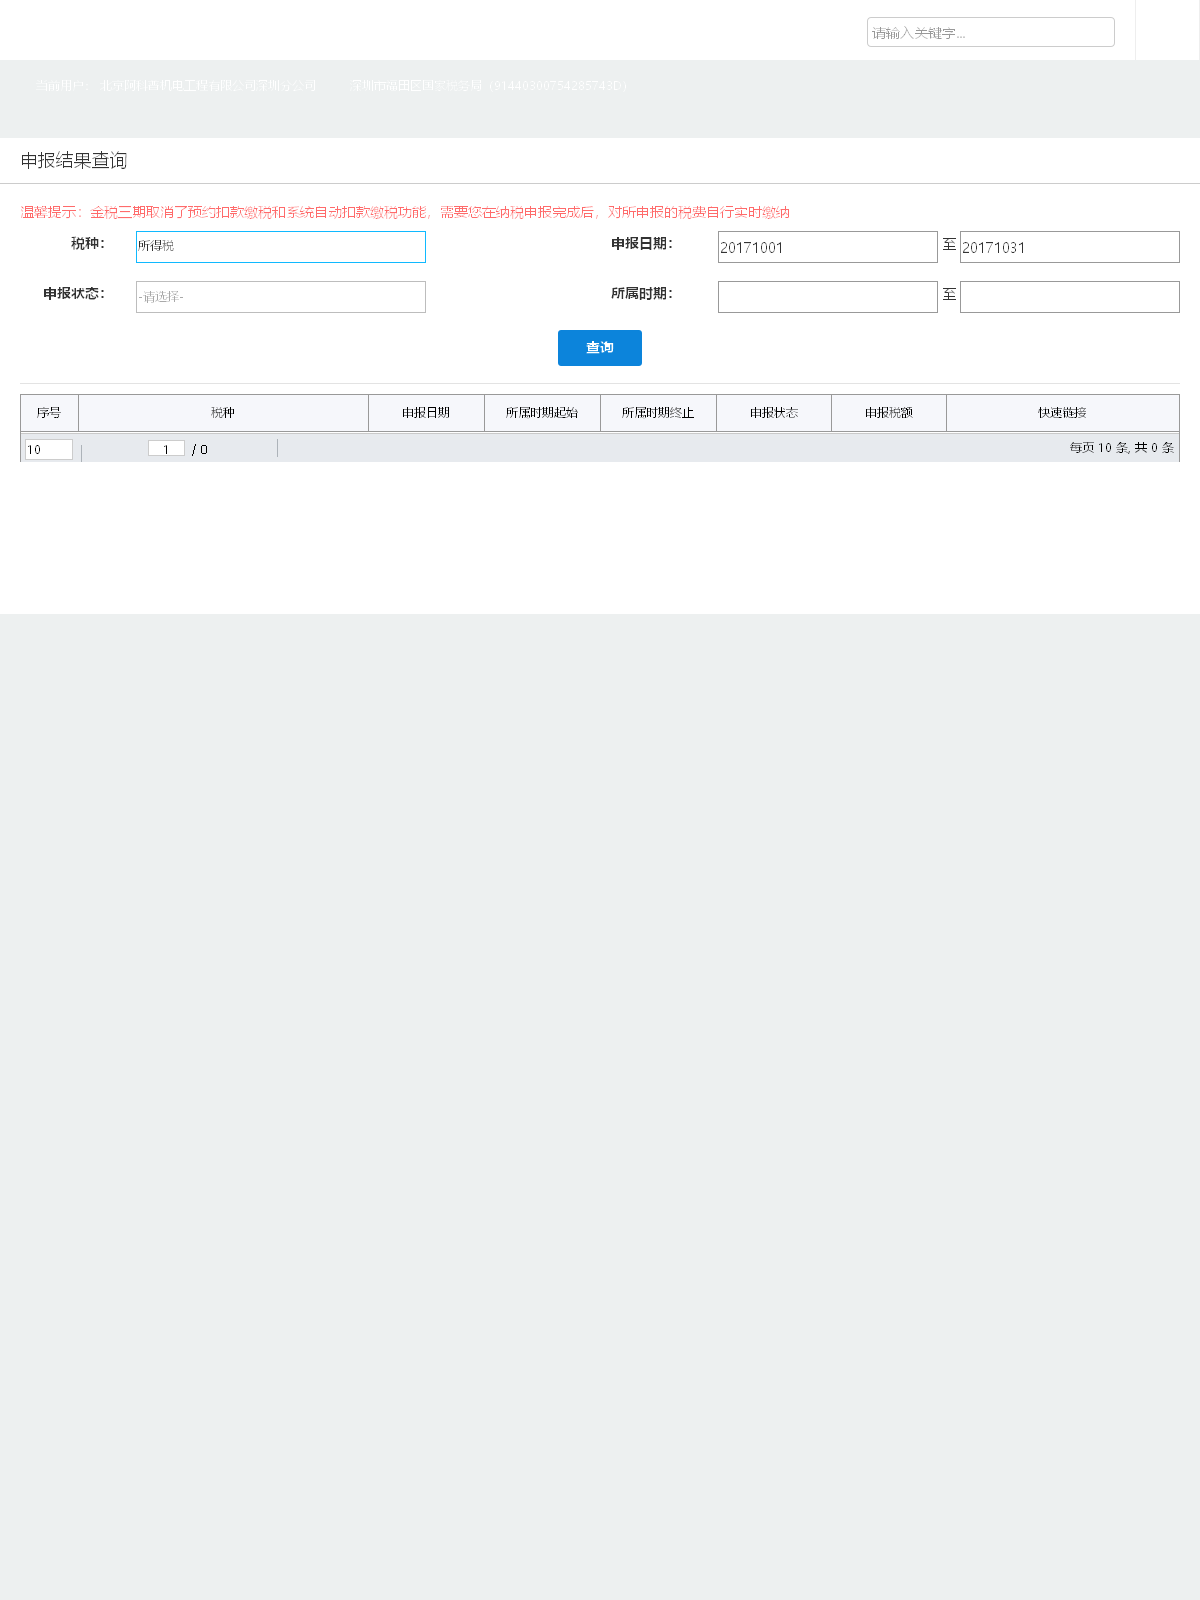 请输入关键字...
当前用户： 北京阿科西机电工程有限公司深圳分公司 深圳市福田区国家税务局（91440300754285743D）
申报结果查询
温馨提示：金税三期取消了预约扣款缴税和系统自动扣款缴税功能，需要您在纳税申报完成后，对所申报的税费自行实时缴纳
税种： 所得税 申报日期： 20171001 至 20171031
申报状态： -请选择- 所属时期： 至
查询
序号 税种 申报日期 所属时期起始 所属时期终止 申报状态 申报税额 快速链接
10 1 / 0 每页 10 条, 共 0 条